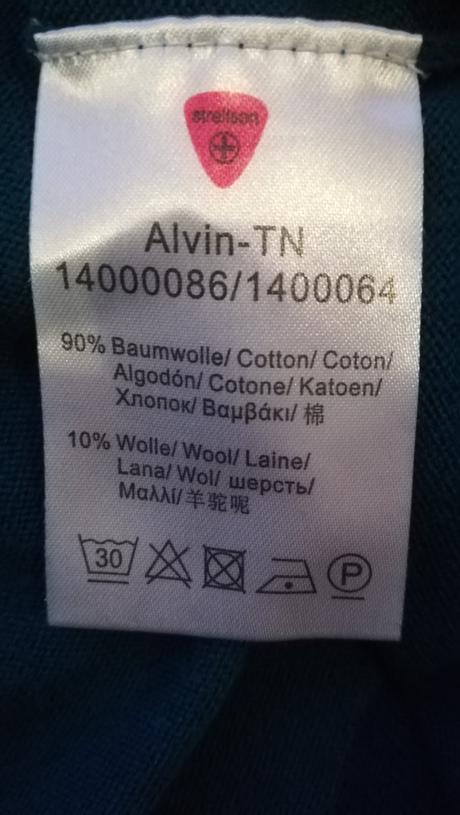 strellson
Alvin-TN
14000086/1400064
90% Baumwolle/ Cotton/ Coton/
Algodón/ Cotone/ Katoen/
Хлопок/ Βαμβάκι/ 棉
10% Wolle/ Wool/ Laine/
Lana/ Wol/ шерсть/
Μαλλί/羊驼呢
30
P